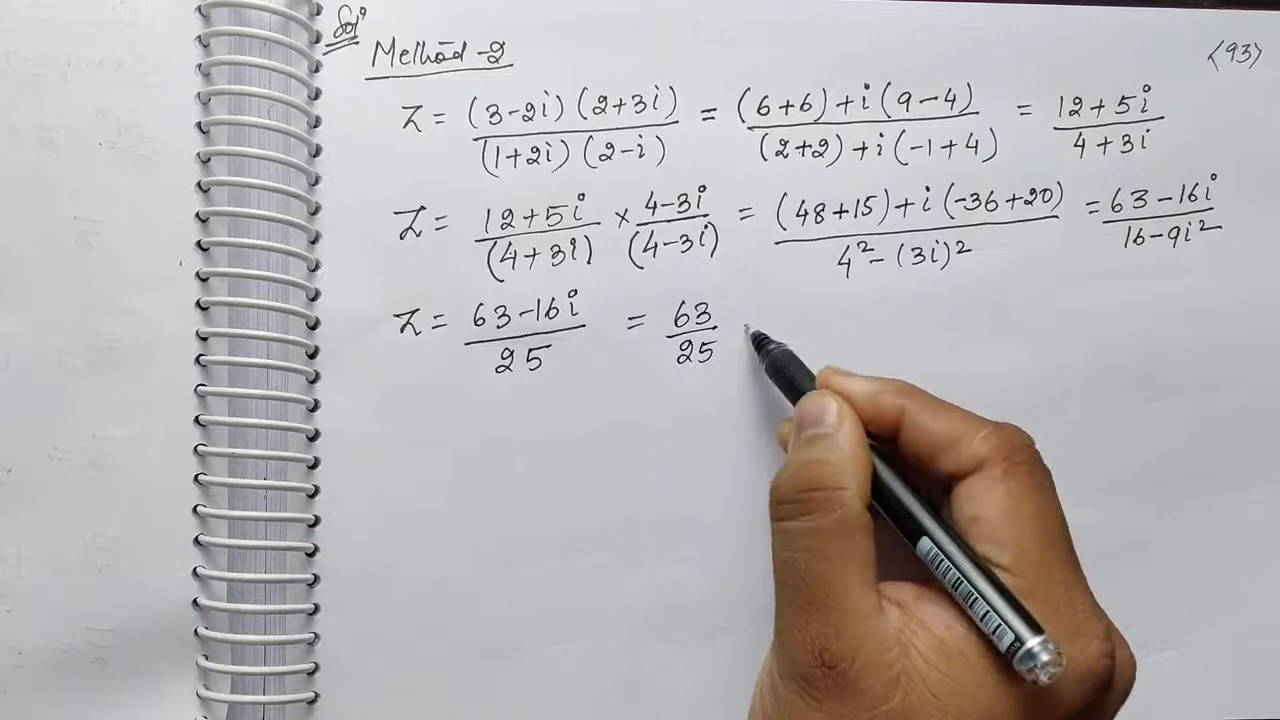 Solⁿ
Method-2
⟨93⟩
Z = (3-2i)(2+3i) / (1+2i)(2-i) = (6+6)+i(9-4) / (2+2)+i(-1+4) = 12+5i / 4+3i
Z = 12+5i / (4+3i) × 4-3i / (4-3i) = (48+15)+i(-36+20) / 4²-(3i)² = 63-16i / 16-9i²
Z = 63-16i / 25 = 63 / 25